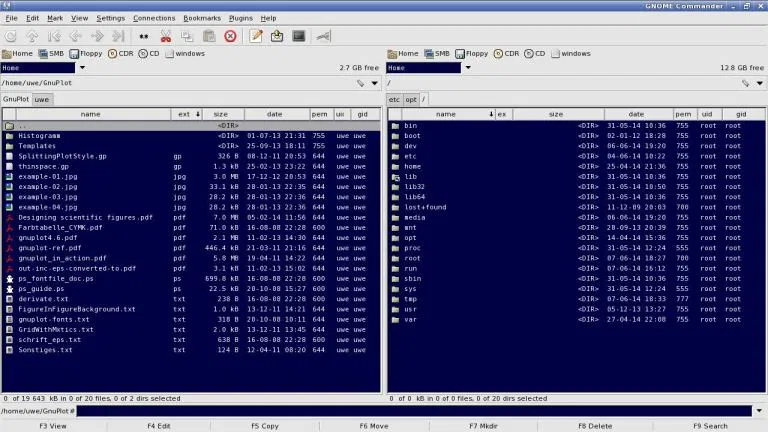 GNOME Commander
File Edit Mark View Settings Connections Bookmarks Plugins Help
Home SMB Floppy CDR CD windows
Home 2.7 GB free
/home/uwe/GnuPlot
GnuPlot uwe
name ext size date perm uid gid
.. <DIR>
Histogramm <DIR> 01-07-13 21:31 755 uwe uwe
Templates <DIR> 25-09-13 18:11 755 uwe uwe
SplittingPlotStyle.gp gp 326 B 08-12-11 20:53 644 uwe uwe
thinspace.gp gp 1.3 kB 25-02-13 23:22 644 uwe uwe
example-01.jpg jpg 3.0 MB 17-12-12 20:53 644 uwe uwe
example-02.jpg jpg 33.1 kB 28-01-13 22:35 644 uwe uwe
example-03.jpg jpg 28.2 kB 28-01-13 22:36 644 uwe uwe
example-04.jpg jpg 28.2 kB 28-01-13 22:36 644 uwe uwe
Designing scientific figures.pdf pdf 7.0 MB 05-02-14 11:56 644 uwe uwe
Farbtabelle_CYMK.pdf pdf 71.0 kB 16-08-08 22:28 600 uwe uwe
gnuplot4.6.pdf pdf 2.1 MB 11-02-13 14:30 644 uwe uwe
gnuplot-ref.pdf pdf 446.4 kB 21-03-11 21:16 644 uwe uwe
gnuplot_in_action.pdf pdf 5.8 MB 19-04-11 14:22 644 uwe uwe
out-inc-eps-converted-to.pdf pdf 3.1 kB 11-02-13 15:02 644 uwe uwe
ps_fontfile_doc.ps ps 699.8 kB 16-08-08 22:28 600 uwe uwe
ps_guide.ps ps 22.5 kB 20-10-08 15:27 600 uwe uwe
derivate.txt txt 238 B 16-08-08 22:28 644 uwe uwe
FigureInFigureBackground.txt txt 1.0 kB 13-12-11 14:21 644 uwe uwe
gnuplot-fonts.txt txt 318 B 20-10-08 10:11 644 uwe uwe
GridWithMxtics.txt txt 2.0 kB 13-12-11 13:45 644 uwe uwe
schrift_eps.txt txt 638 B 16-08-08 22:28 644 uwe uwe
Sonstiges.txt txt 124 B 12-04-11 08:20 644 uwe uwe
0 of 19 643 kB in 0 of 20 files, 0 of 2 dirs selected
Home SMB Floppy CDR CD windows
Home 12.8 GB free
/
etc opt /
name ex size date perm uid gid
bin <DIR> 31-05-14 10:36 755 root root
boot <DIR> 02-01-12 18:28 755 root root
dev <DIR> 06-06-14 19:20 755 root root
etc <DIR> 04-06-14 10:22 755 root root
home <DIR> 25-04-14 21:36 755 root root
lib <DIR> 31-05-14 10:36 755 root root
lib32 <DIR> 31-05-14 10:50 755 root root
lib64 <DIR> 31-05-14 10:36 755 root root
lost+found <DIR> 11-12-09 20:03 700 root root
media <DIR> 06-06-14 19:20 755 root root
mnt <DIR> 28-09-13 20:39 755 root root
opt <DIR> 14-04-14 15:36 755 root root
proc <DIR> 31-05-14 12:24 555 root root
root <DIR> 07-06-14 18:27 700 root root
run <DIR> 07-06-14 16:12 755 root root
sbin <DIR> 31-05-14 10:36 755 root root
sys <DIR> 31-05-14 12:24 555 root root
tmp <DIR> 07-06-14 18:33 777 root root
usr <DIR> 05-12-13 13:27 755 root root
var <DIR> 27-04-14 22:08 755 root root
0 of 0 kB in 0 of 0 files, 0 of 20 dirs selected
/home/uwe/GnuPlot #
F3 View F4 Edit F5 Copy F6 Move F7 Mkdir F8 Delete F9 Search